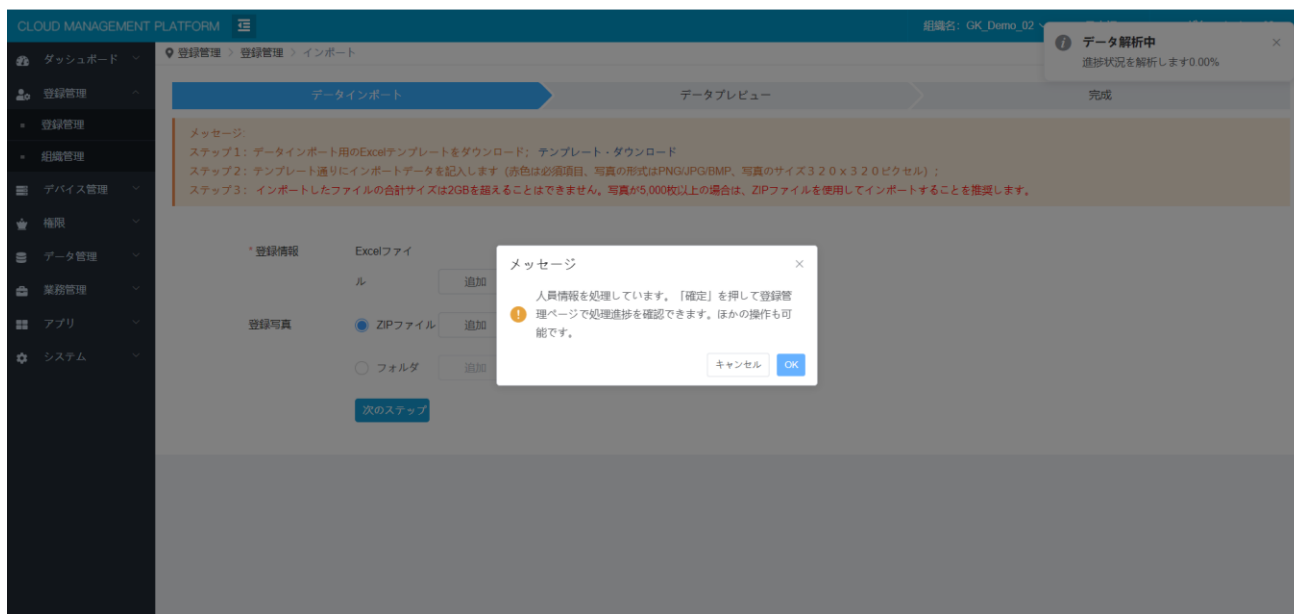 CLOUD MANAGEMENT PLATFORM
組織名: GK_Demo_02
データ解析中
進捗状況を解析します0.00%
ダッシュボード
登録管理
登録管理
組織管理
デバイス管理
権限
データ管理
業務管理
アプリ
システム
登録管理 > 登録管理 > インポート
データインポート
データプレビュー
完成
メッセージ:
ステップ1: データインポート用のExcelテンプレートをダウンロード; テンプレート・ダウンロード
ステップ2: テンプレート通りにインポートデータを記入します (赤色は必須項目、写真の形式はPNG/JPG/BMP、写真のサイズ320x320ピクセル) ;
ステップ3: インポートしたファイルの合計サイズは2GBを超えることはできません。写真が5,000枚以上の場合は、ZIPファイルを使用してインポートすることを推奨します。
* 登録情報
Excelファイ
ル
追加
登録写真
ZIPファイル
追加
フォルダ
追加
次のステップ
メッセージ
人員情報を処理しています。「確定」を押して登録管
理ページで処理進捗を確認できます。ほかの操作も可
能です。
キャンセル
OK